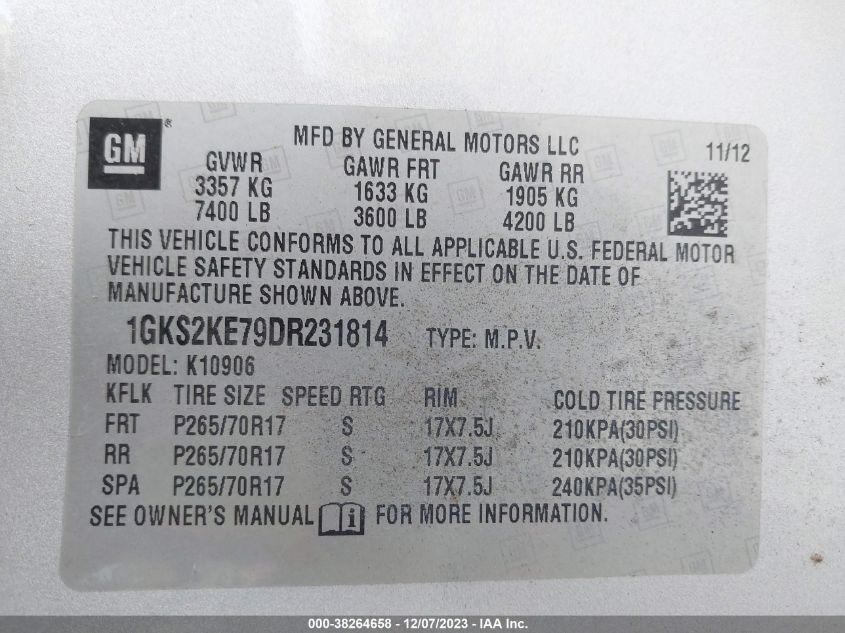 GM ®
MFD BY GENERAL MOTORS LLC
11/12
GVWR GAWR FRT GAWR RR
3357 KG 1633 KG 1905 KG
7400 LB 3600 LB 4200 LB
THIS VEHICLE CONFORMS TO ALL APPLICABLE U.S. FEDERAL MOTOR
VEHICLE SAFETY STANDARDS IN EFFECT ON THE DATE OF
MANUFACTURE SHOWN ABOVE.
1GKS2KE79DR231814 TYPE: M.P.V.
MODEL: K10906
KFLK TIRE SIZE SPEED RTG RIM COLD TIRE PRESSURE
FRT P265/70R17 S 17X7.5J 210KPA(30PSI)
RR P265/70R17 S 17X7.5J 210KPA(30PSI)
SPA P265/70R17 S 17X7.5J 240KPA(35PSI)
SEE OWNER'S MANUAL i FOR MORE INFORMATION.
000-38264658 - 12/07/2023 - IAA Inc.